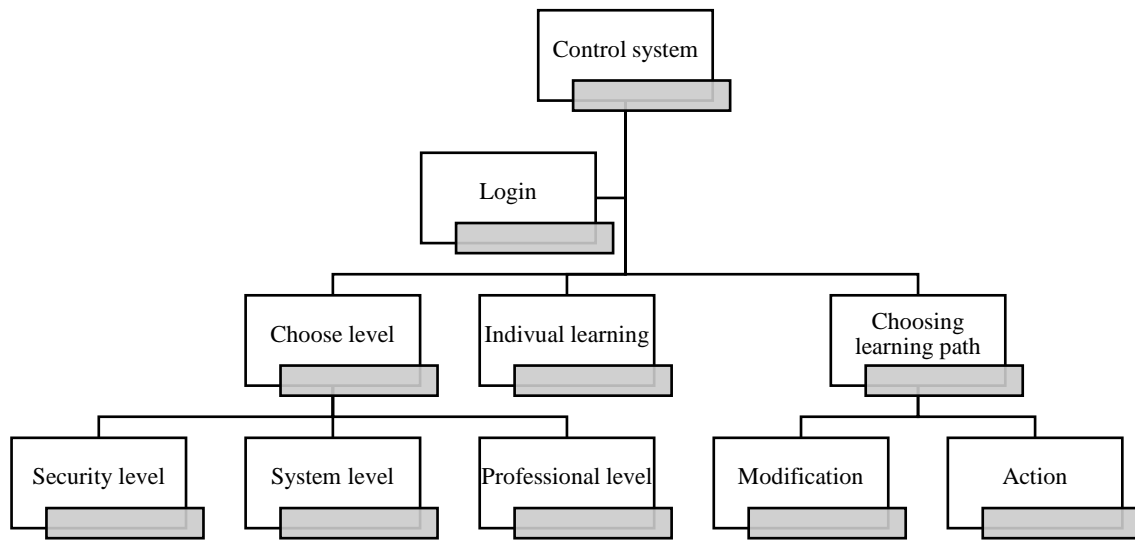 Control system
Login
Choose level
Indivual learning
Choosing
learning path
Security level
System level
Professional level
Modification
Action